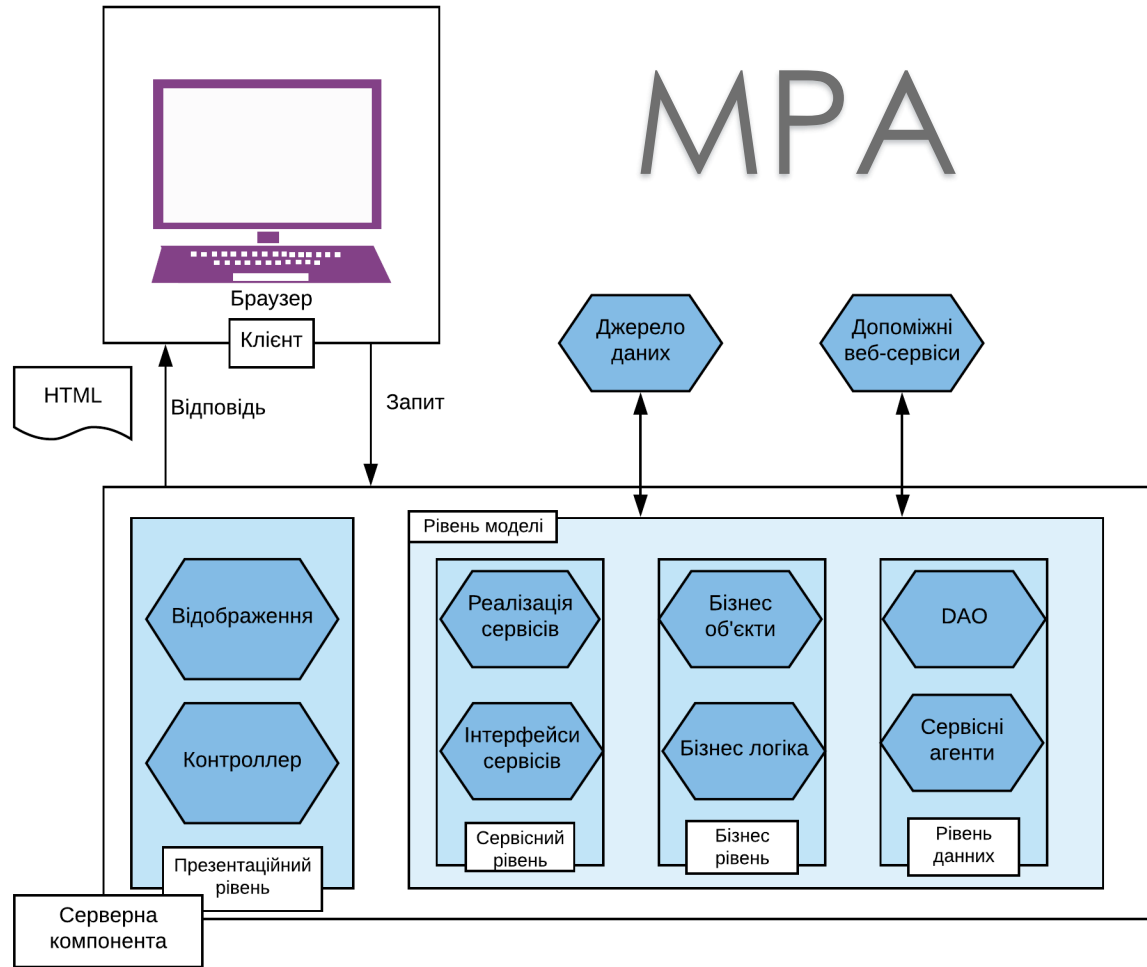 MPA
Браузер
Клієнт
Джерело
даних
Допоміжні
веб-сервіси
HTML
Відповідь
Запит
Рівень моделі
Відображення
Контроллер
Презентаційний
рівень
Реалізація
сервісів
Інтерфейси
сервісів
Сервісний
рівень
Бізнес
об'єкти
Бізнес логіка
Бізнес
рівень
DAO
Сервісні
агенти
Рівень
данних
Серверна
компонента